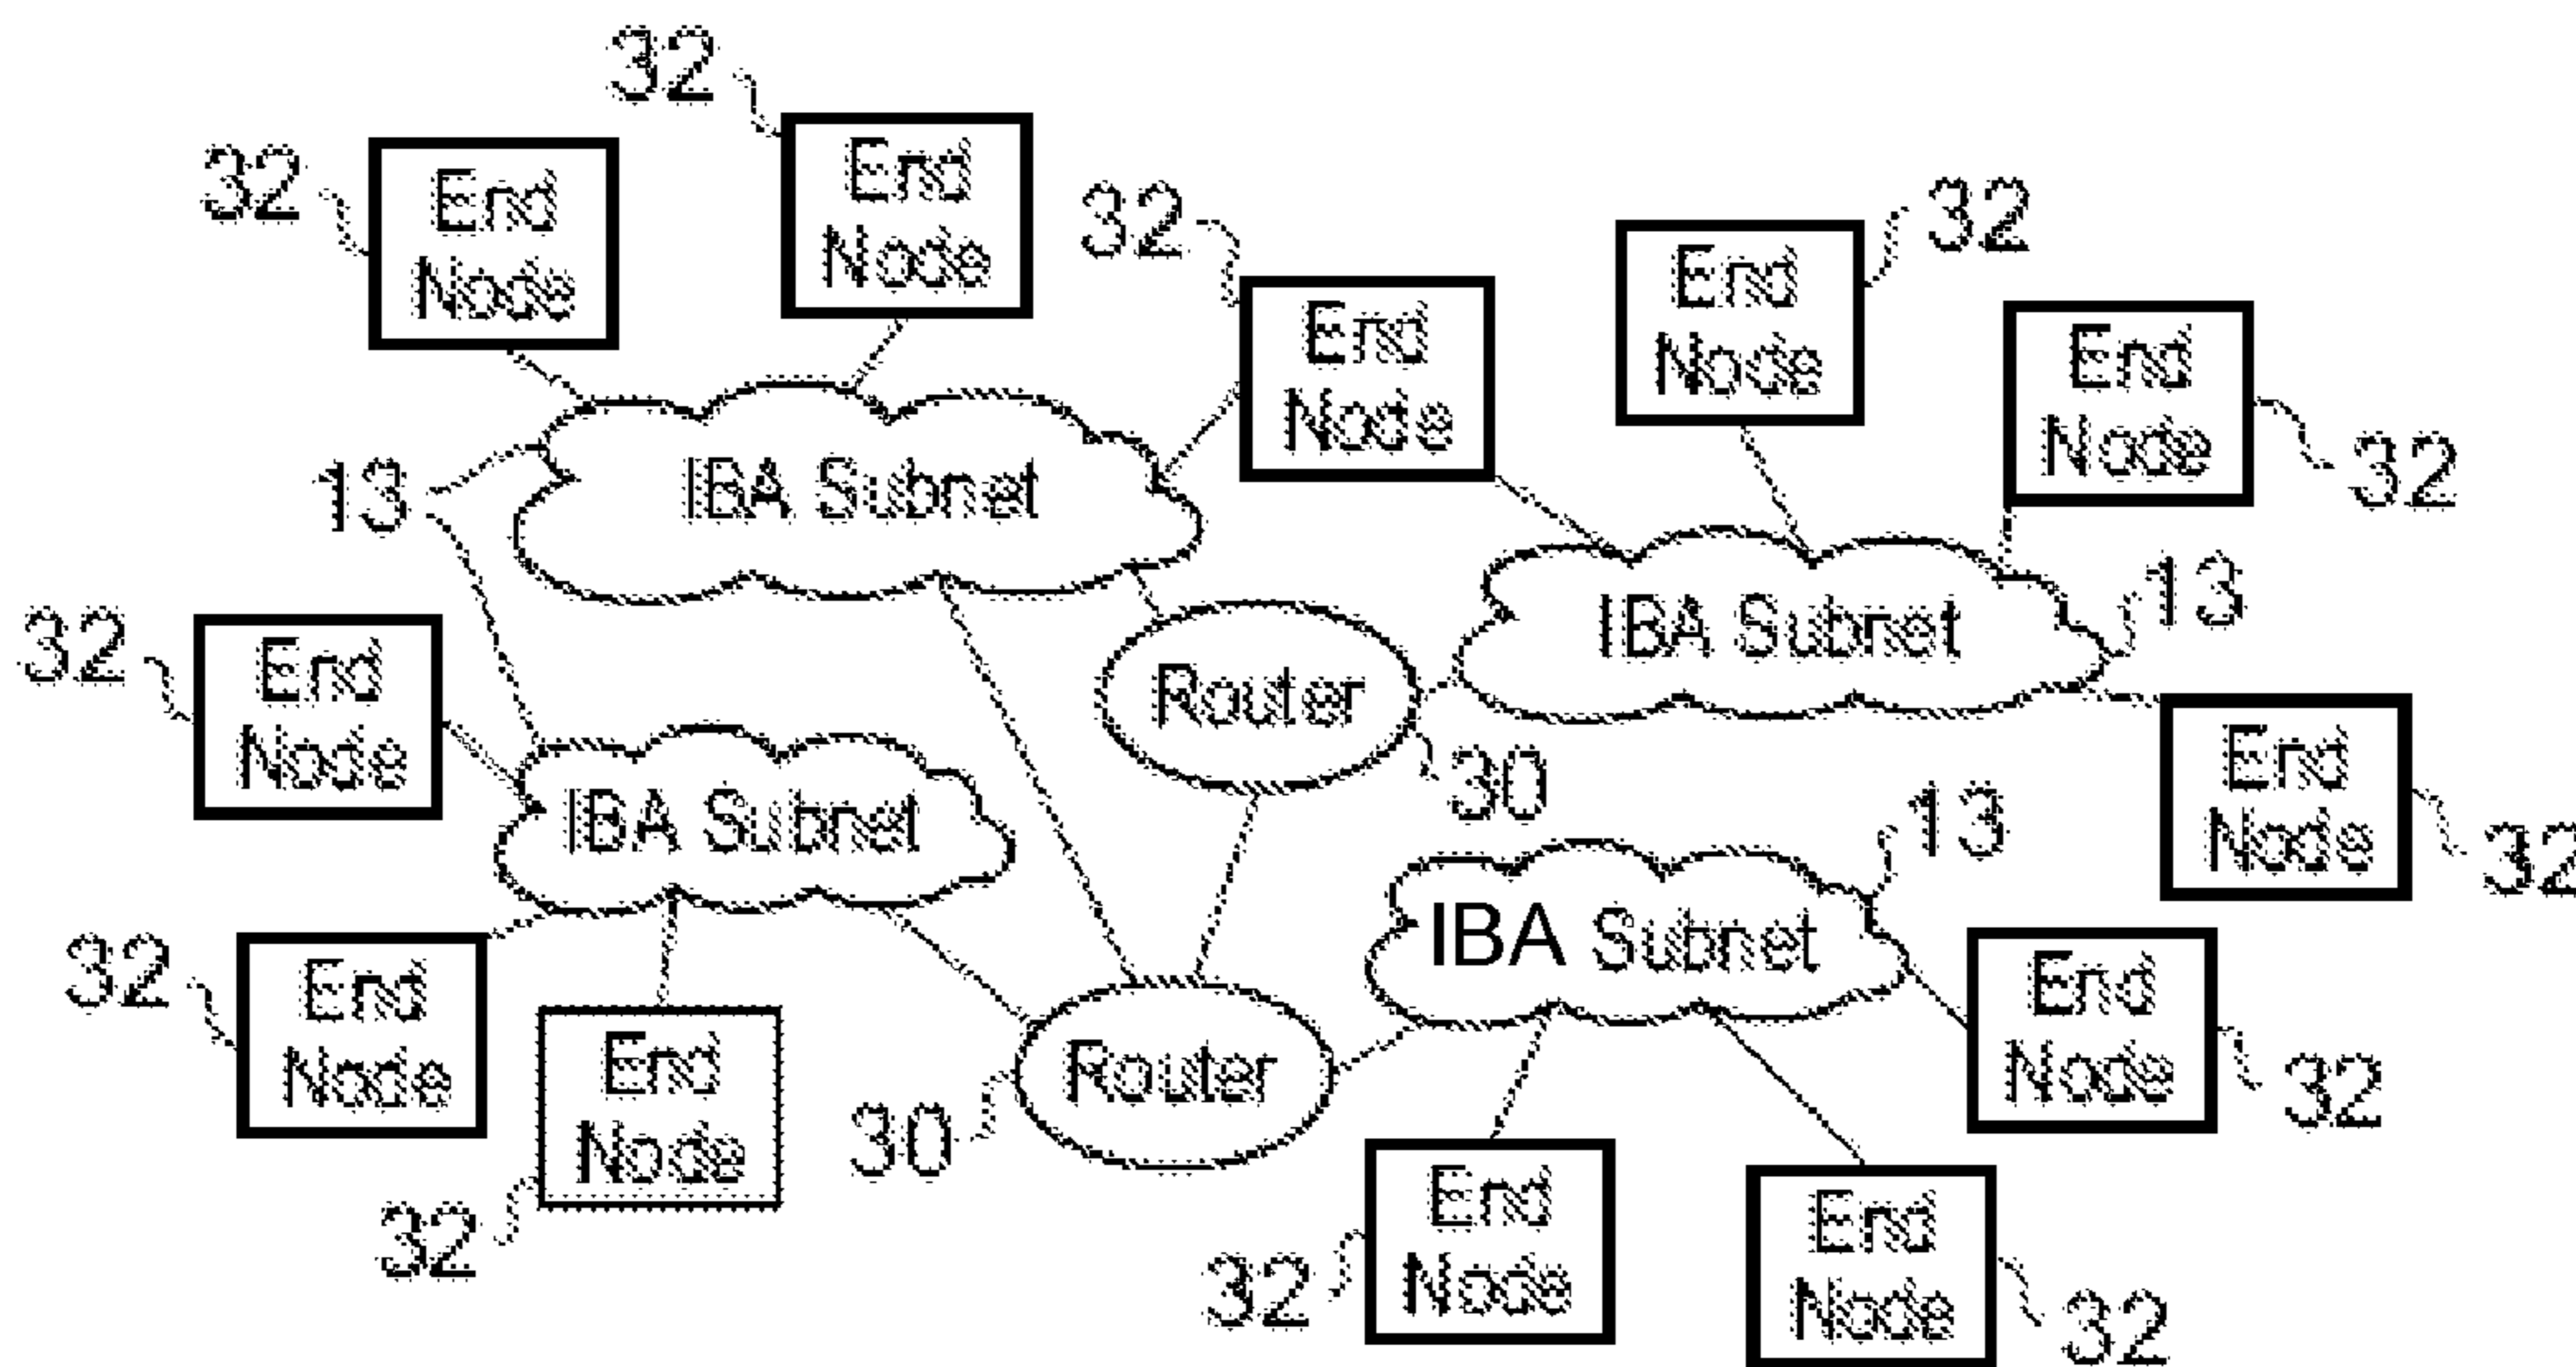 32
32
End
Node
End
Node
32
End
Node
End
Node
32
End
Node
32
13
IBA Subnet
IBA Subnet
13
32
End
Node
Router
30
End
Node
32
IBA Subnet
13
IBA Subnet
32
End
Node
End
Node
32
End
Node
32
30
Router
32
End
Node
End
Node
32